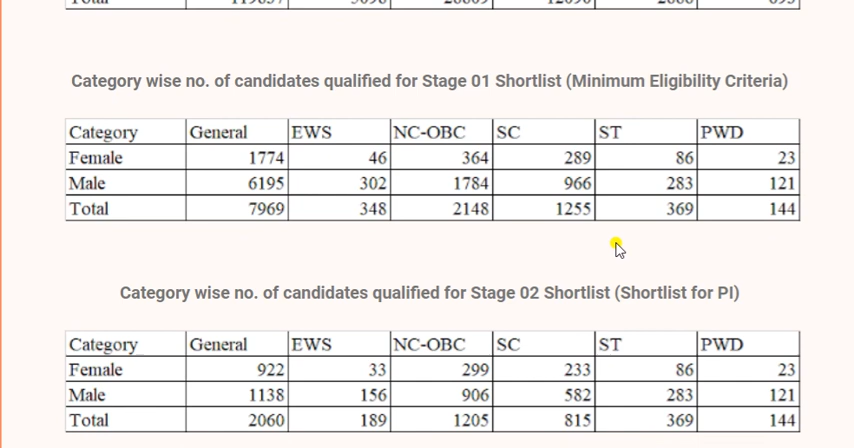 Category wise no. of candidates qualified for Stage 01 Shortlist (Minimum Eligibility Criteria)
Category General EWS NC-OBC SC ST PWD
Female 1774 46 364 289 86 23
Male 6195 302 1784 966 283 121
Total 7969 348 2148 1255 369 144
Category wise no. of candidates qualified for Stage 02 Shortlist (Shortlist for PI)
Category General EWS NC-OBC SC ST PWD
Female 922 33 299 233 86 23
Male 1138 156 906 582 283 121
Total 2060 189 1205 815 369 144